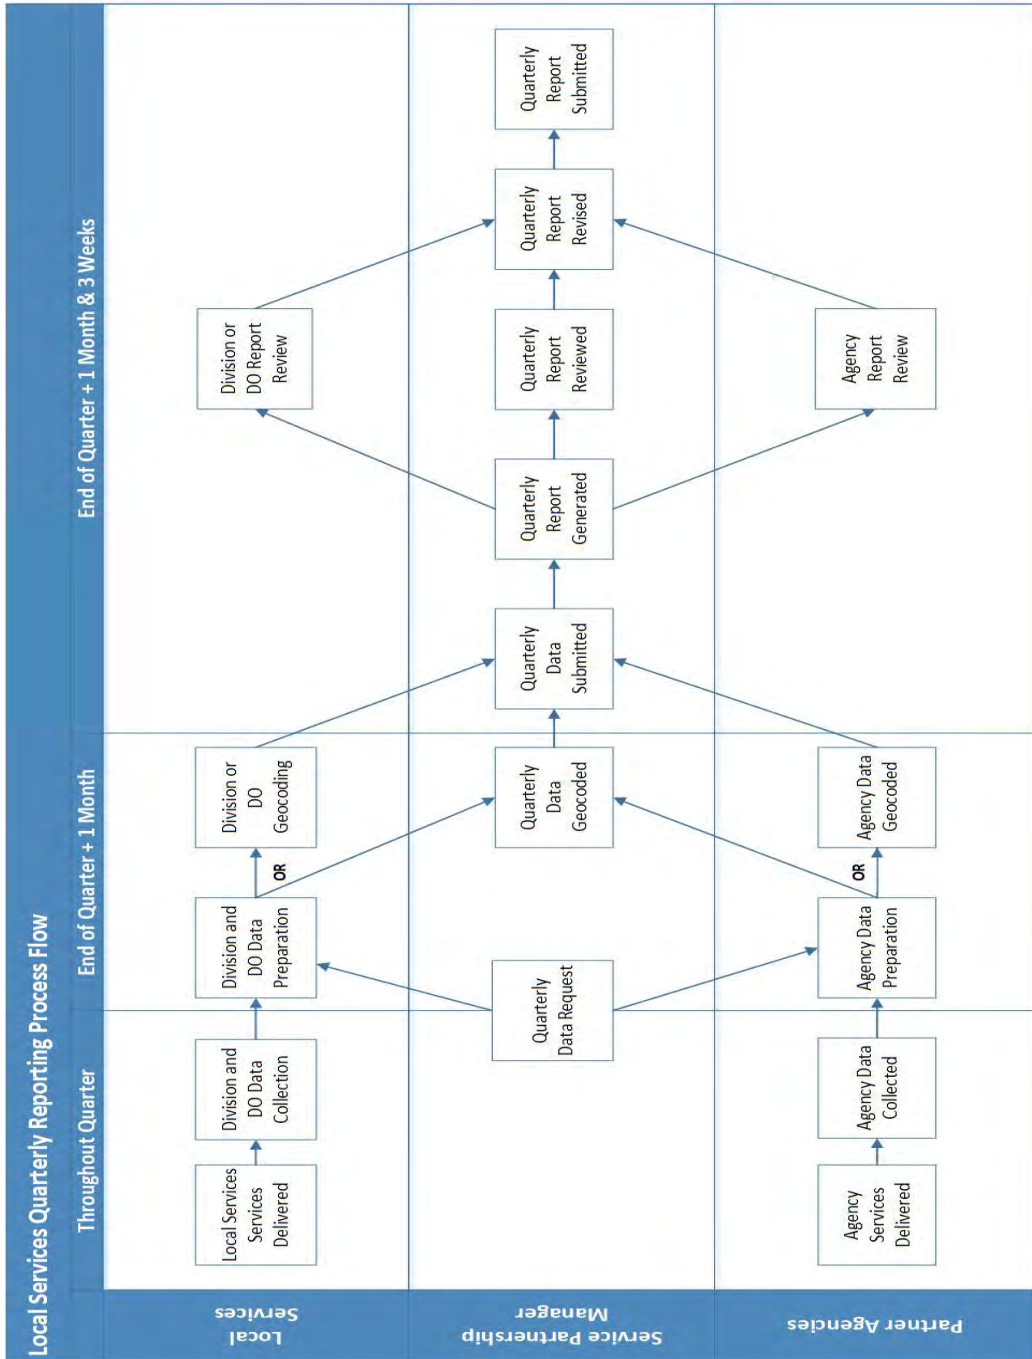 Local Services Quarterly Reporting Process Flow
Throughout Quarter
End of Quarter + 1 Month
End of Quarter + 1 Month & 3 Weeks
Local
Services
Local Services
Services
Delivered
Division and
DO Data
Collection
Division and
DO Data
Preparation
OR
Division or
DO
Geocoding
Division or
DO Report
Review
Service Partnership
Manager
Quarterly
Data Request
Quarterly
Data
Geocoded
Quarterly
Data
Submitted
Quarterly
Report
Generated
Quarterly
Report
Reviewed
Quarterly
Report
Revised
Quarterly
Report
Submitted
Partner Agencies
Agency
Services
Delivered
Agency Data
Collected
Agency Data
Preparation
OR
Agency Data
Geocoded
Agency
Report
Review